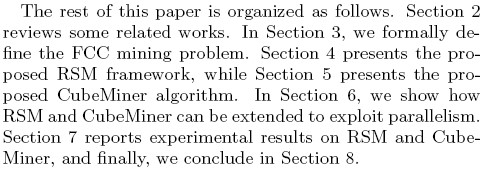 The rest of this paper is organized as follows. Section 2
reviews some related works. In Section 3, we formally de-
fine the FCC mining problem. Section 4 presents the pro-
posed RSM framework, while Section 5 presents the pro-
posed CubeMiner algorithm. In Section 6, we show how
RSM and CubeMiner can be extended to exploit parallelism.
Section 7 reports experimental results on RSM and Cube-
Miner, and finally, we conclude in Section 8.